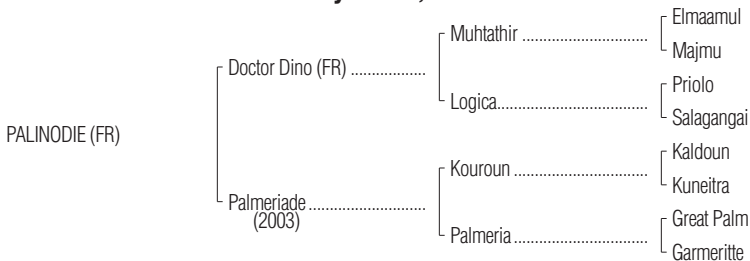 Elmaamul
Muhtathir ........................
Majmu
Doctor Dino (FR) ..................
Priolo
Logica.............................
Salagangai
PALINODIE (FR)
Kaldoun
Kouroun ..........................
Kuneitra
Palmeriade ............................
(2003)
Great Palm
Palmeria ...........................
Garmeritte